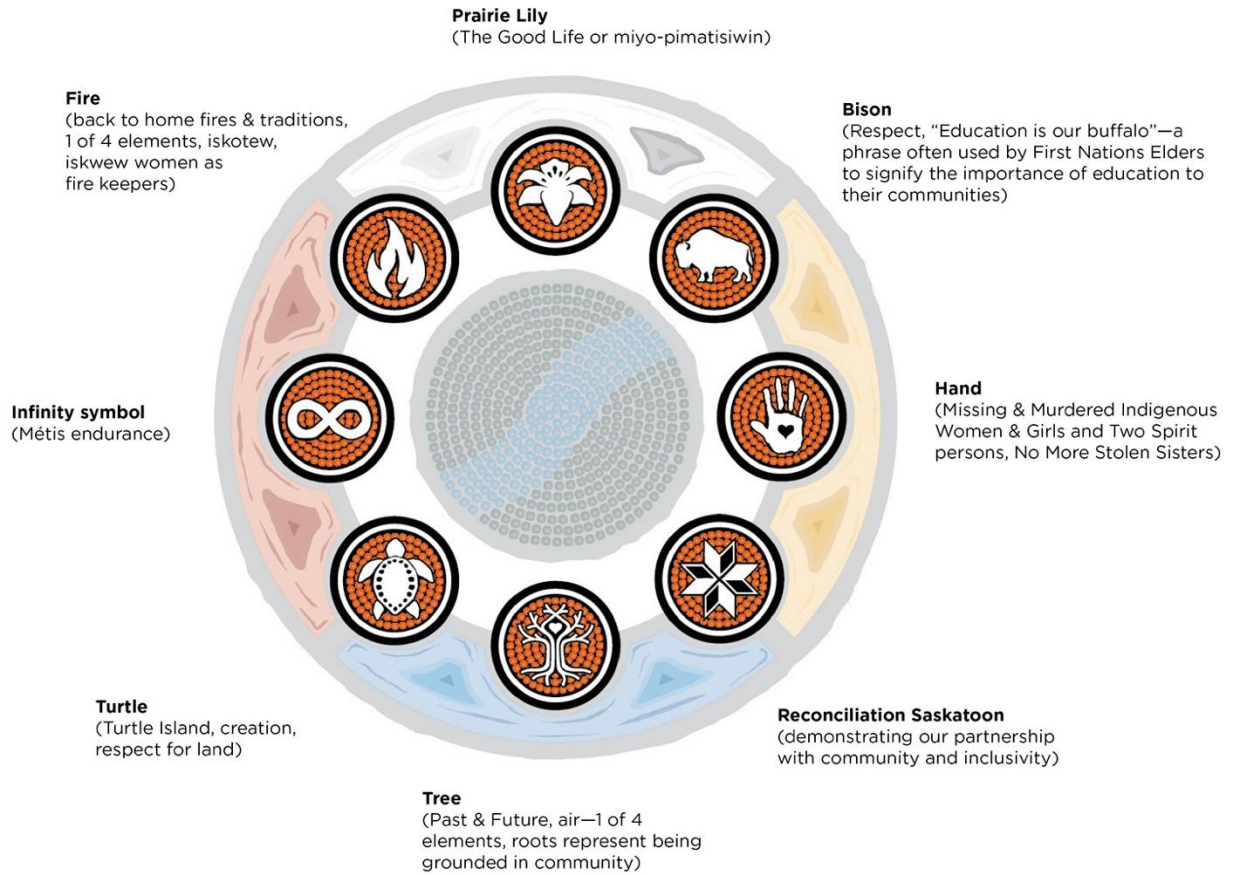 Prairie Lily
(The Good Life or miyo-pimatisiwin)
Fire
(back to home fires & traditions,
1 of 4 elements, iskotew,
iskwew women as
fire keepers)
Bison
(Respect, “Education is our buffalo”—a
phrase often used by First Nations Elders
to signify the importance of education to
their communities)
Infinity symbol
(Métis endurance)
Hand
(Missing & Murdered Indigenous
Women & Girls and Two Spirit
persons, No More Stolen Sisters)
Turtle
(Turtle Island, creation,
respect for land)
Reconciliation Saskatoon
(demonstrating our partnership
with community and inclusivity)
Tree
(Past & Future, air—1 of 4
elements, roots represent being
grounded in community)